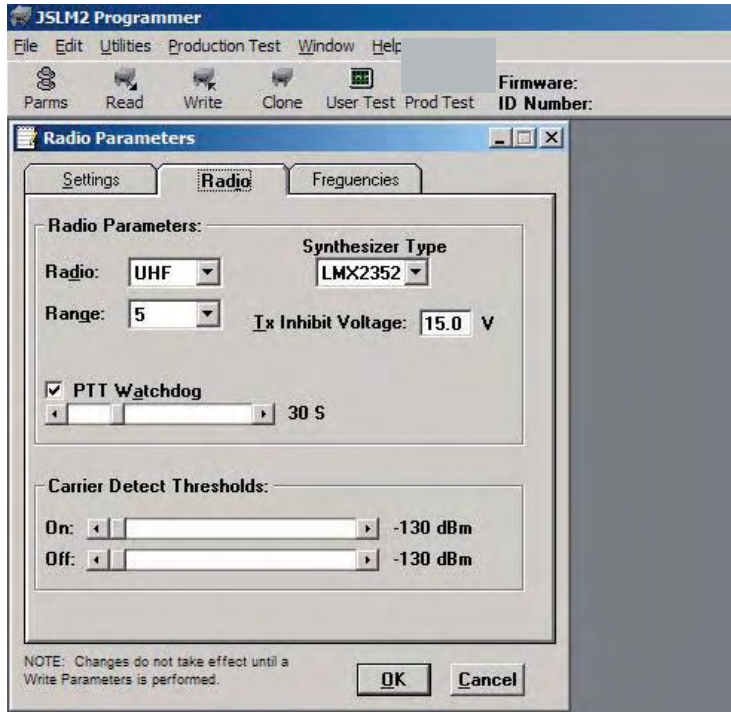 JSLM2 Programmer
File Edit Utilities Production Test Window Help
Parms Read Write Clone User Test Prod Test
Firmware:
ID Number:
Radio Parameters
Settings Radio Frequencies
Radio Parameters:
Synthesizer Type
Radio: UHF LMX2352
Range: 5 Tx Inhibit Voltage: 15.0 V
PTT Watchdog
30 S
Carrier Detect Thresholds:
On: -130 dBm
Off: -130 dBm
NOTE: Changes do not take effect until a
Write Parameters is performed.
OK Cancel